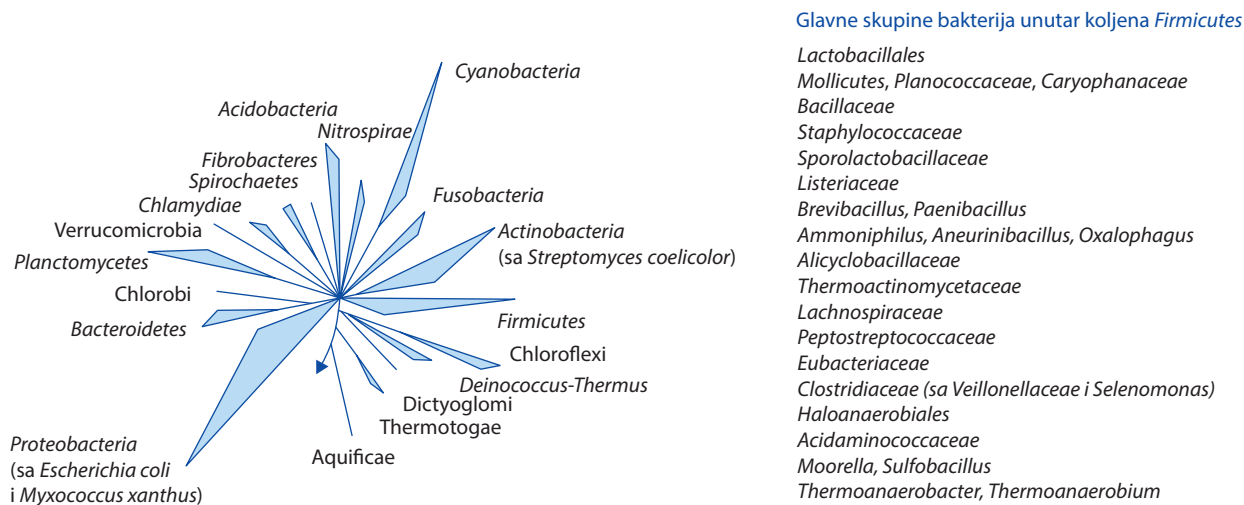 Cyanobacteria
Acidobacteria
Nitrospirae
Fibrobacteres
Spirochaetes
Chlamydiae
Verrucomicrobia
Planctomycetes
Chlorobi
Bacteroidetes
Proteobacteria
(sa Escherichia coli
i Myxococcus xanthus)
Fusobacteria
Actinobacteria
(sa Streptomyces coelicolor)
Firmicutes
Chloroflexi
Deinococcus-Thermus
Dictyoglomi
Thermotogae
Aquificae
Glavne skupine bakterija unutar koljena Firmicutes
Lactobacillales
Mollicutes, Planococcaceae, Caryophanaceae
Bacillaceae
Staphylococcaceae
Sporolactobacillaceae
Listeriaceae
Brevibacillus, Paenibacillus
Ammoniphilus, Aneurinibacillus, Oxalophagus
Alicyclobacillaceae
Thermoactinomycetaceae
Lachnospiraceae
Peptostreptococcaceae
Eubacteriaceae
Clostridiaceae (sa Veillonellaceae i Selenomonas)
Haloanaerobiales
Acidaminococcaceae
Moorella, Sulfobacillus
Thermoanaerobacter, Thermoanaerobium